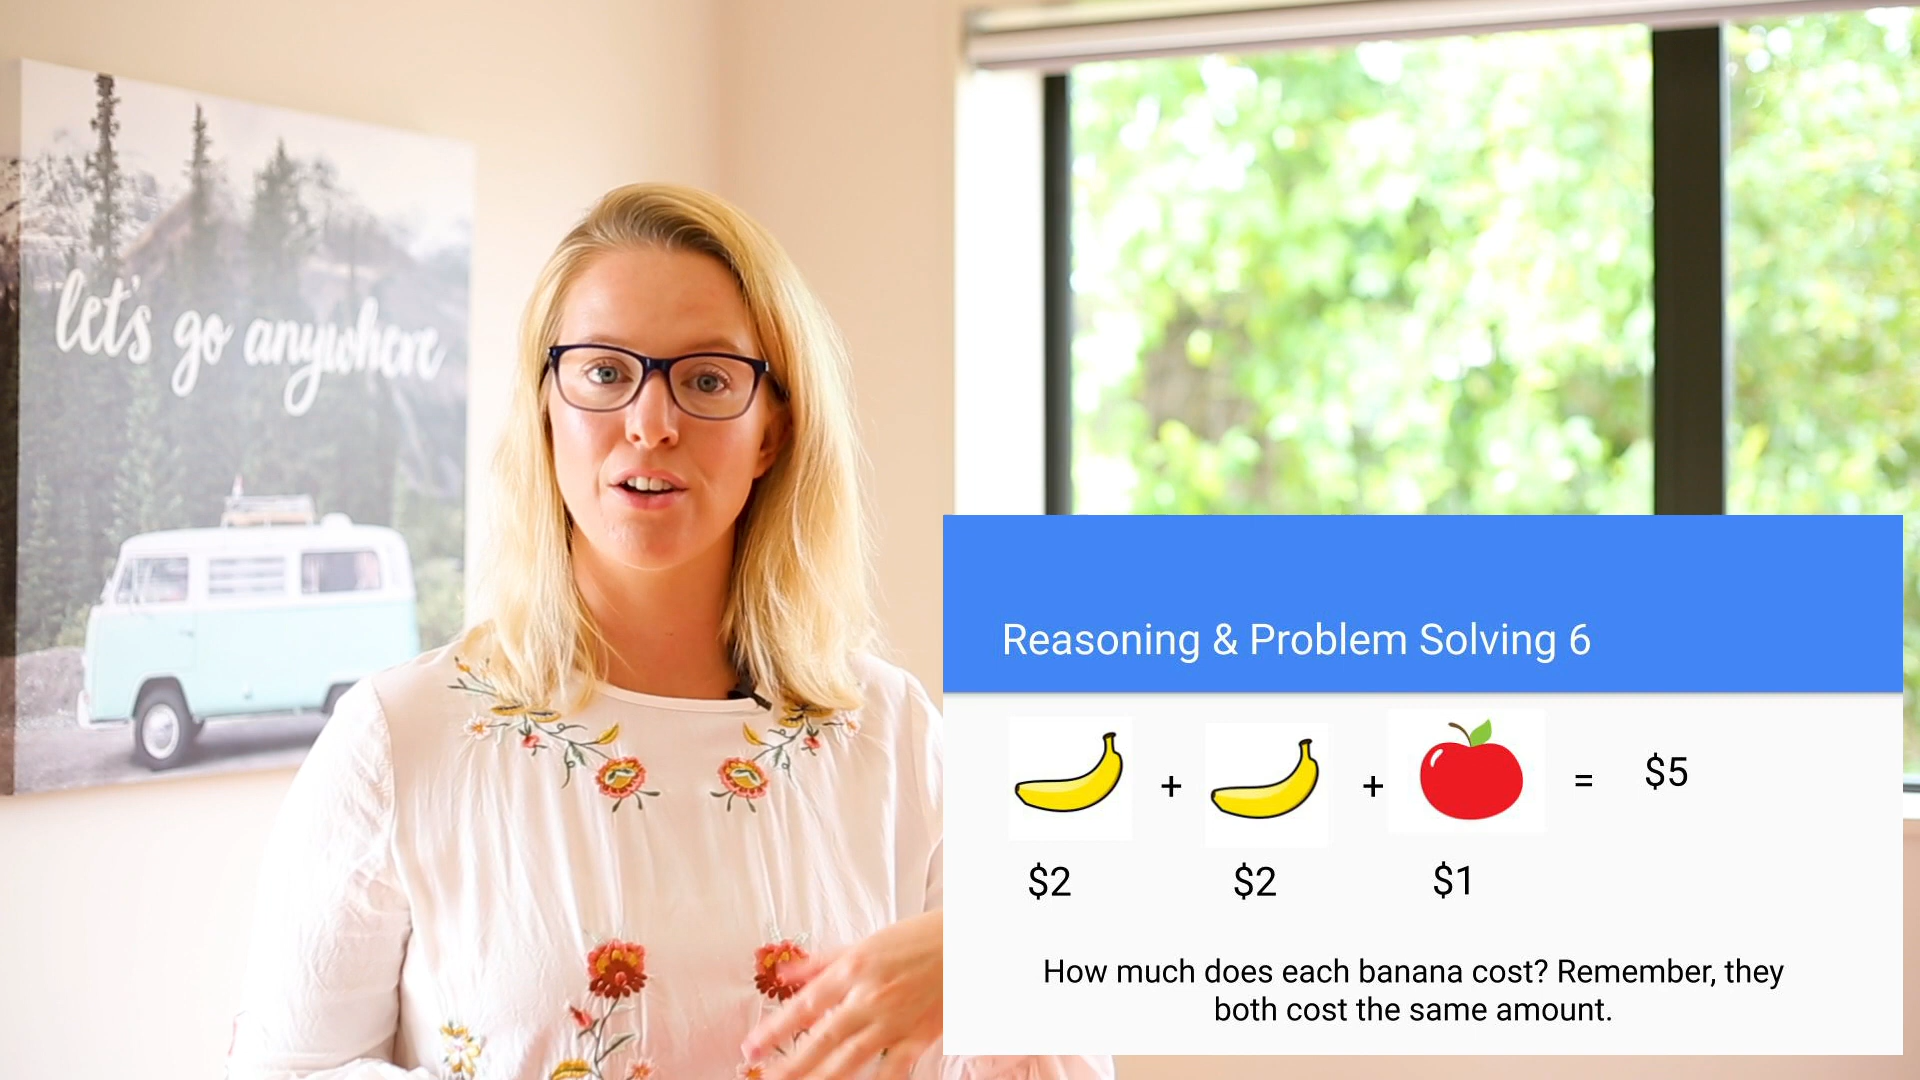 let's go anywhere
Reasoning & Problem Solving 6
+ + = $5
$2 $2 $1
How much does each banana cost? Remember, they
both cost the same amount.